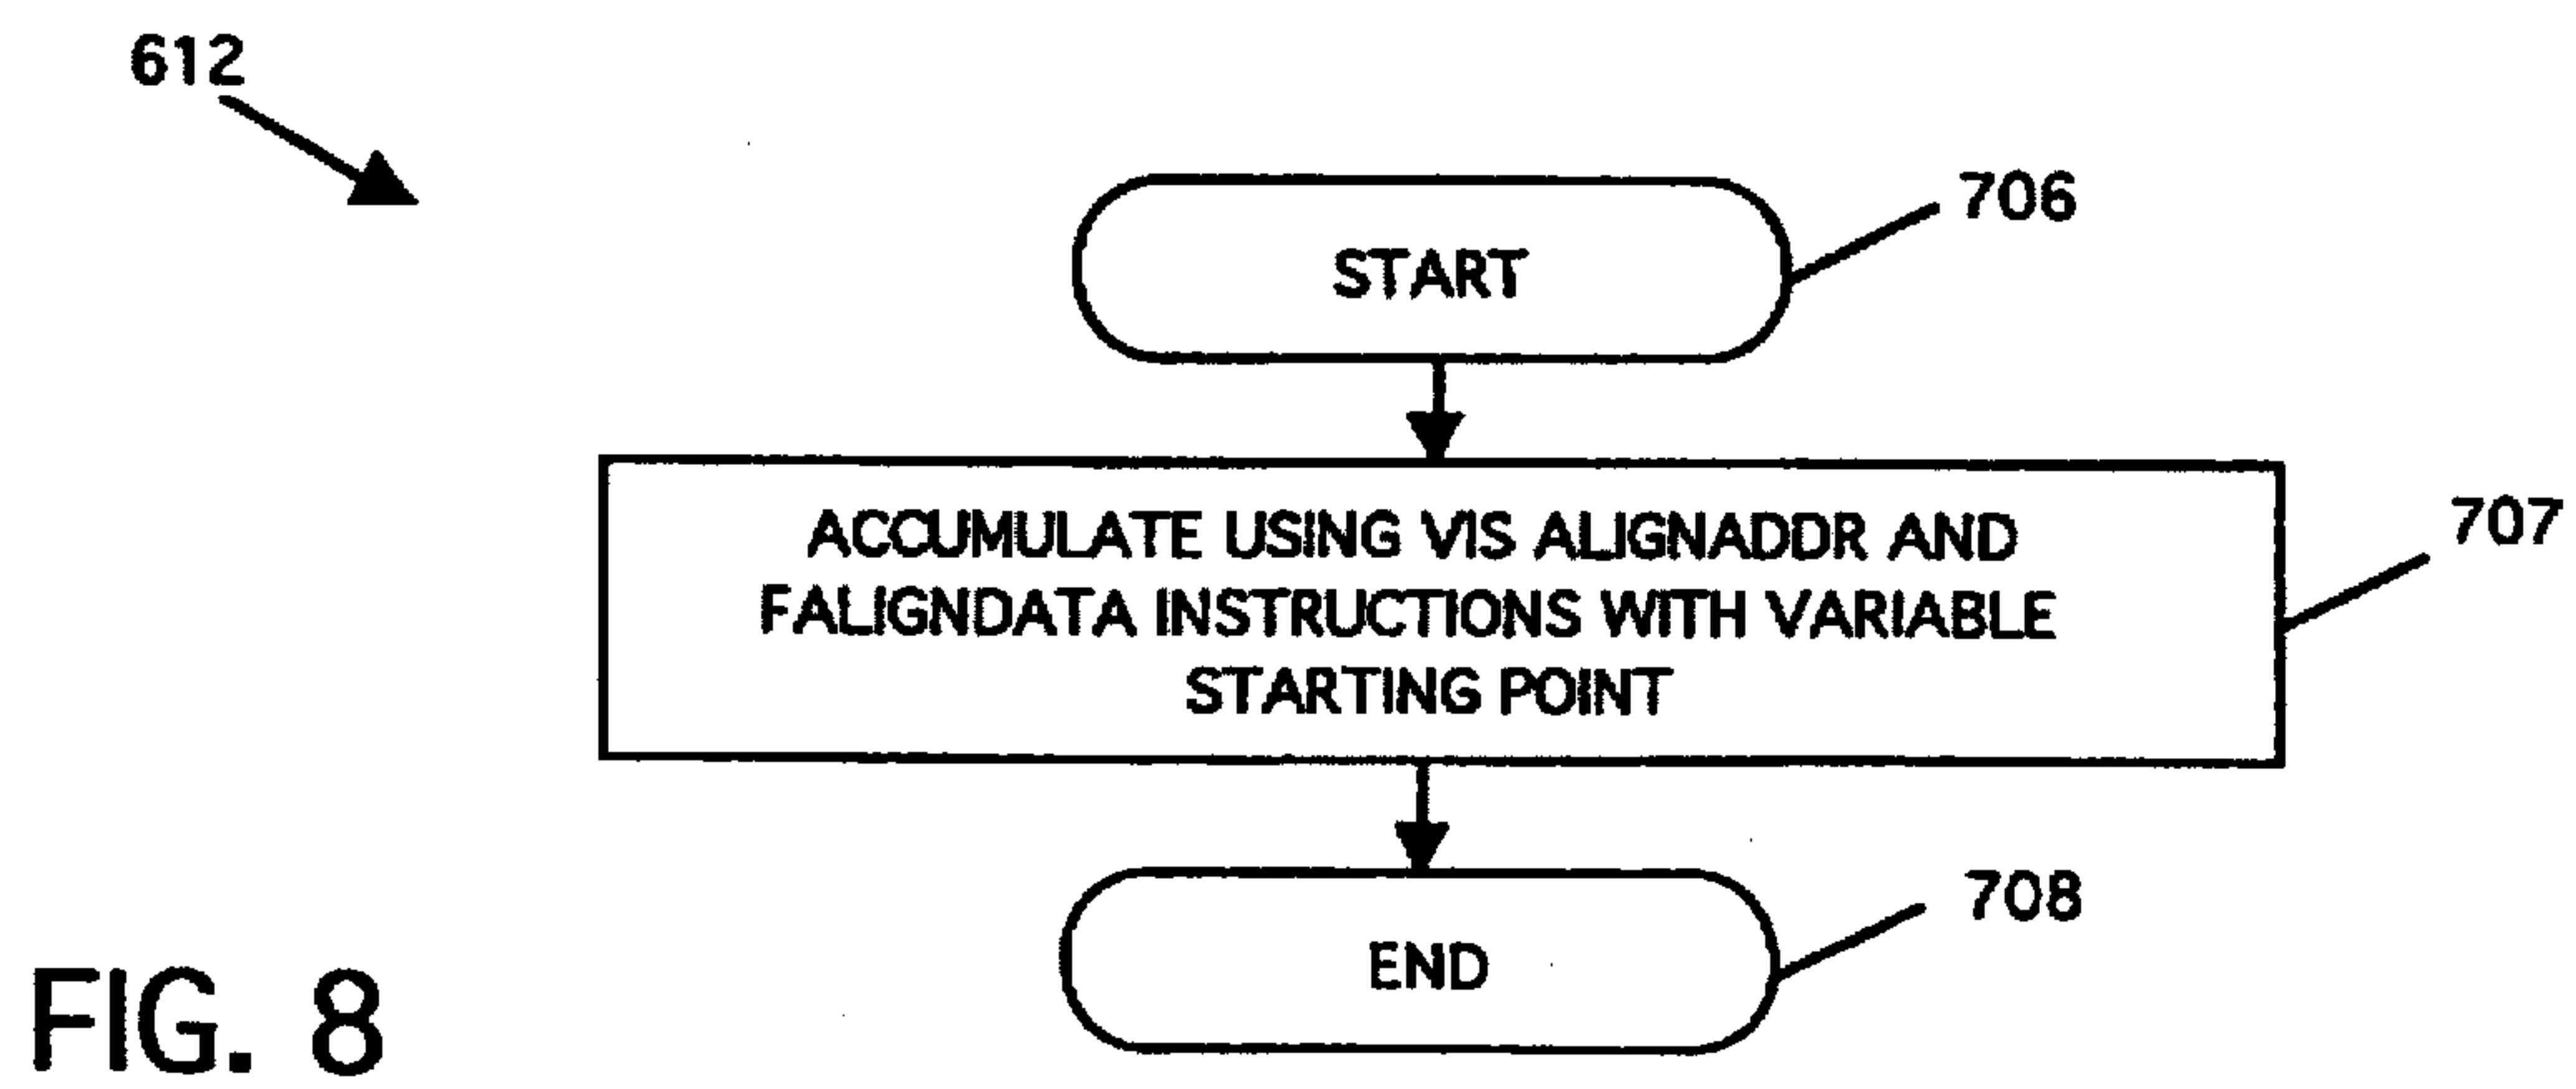 612
706
START
ACCUMULATE USING VIS ALIGNADDR AND
707
FALIGNDATA INSTRUCTIONS WITH VARIABLE
STARTING POINT
708
END
FIG. 8